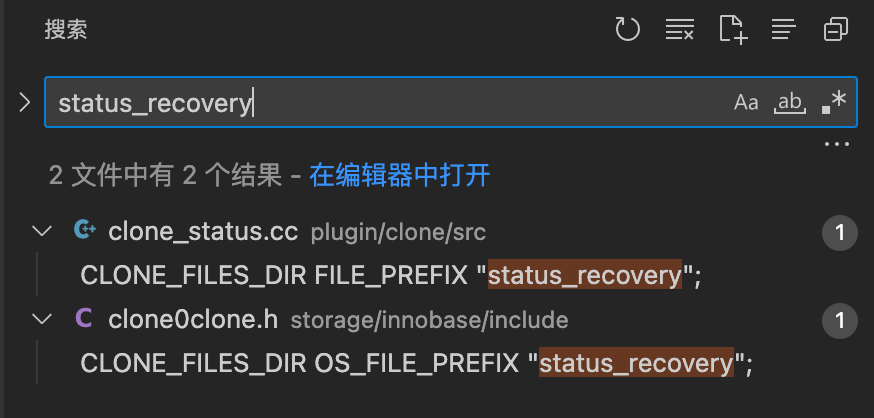 搜索
status_recovery
Aa ab .*
...
2 文件中有 2 个结果 - 在编辑器中打开
clone_status.cc plugin/clone/src 1
CLONE_FILES_DIR FILE_PREFIX "status_recovery";
C clone0clone.h storage/innobase/include 1
CLONE_FILES_DIR OS_FILE_PREFIX "status_recovery";